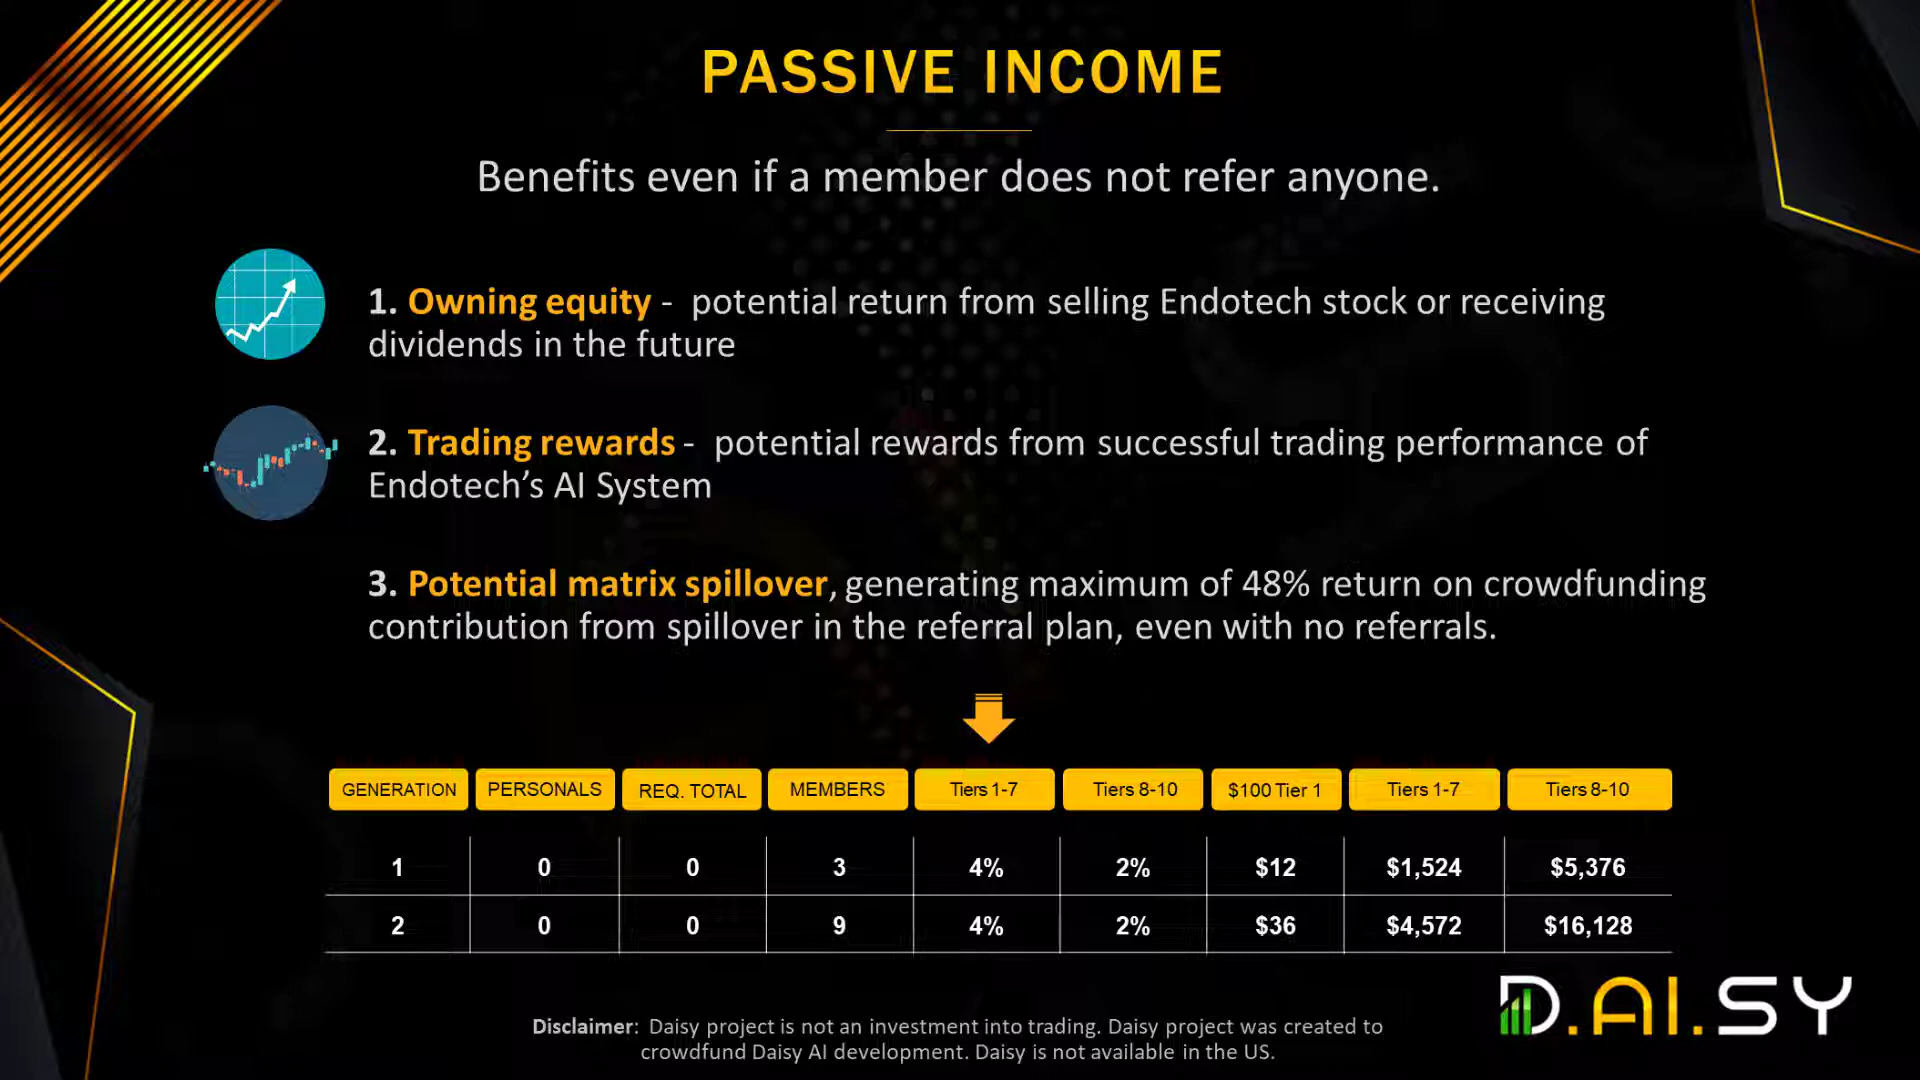 PASSIVE INCOME
Benefits even if a member does not refer anyone.
1. Owning equity - potential return from selling Endotech stock or receiving
dividends in the future
2. Trading rewards - potential rewards from successful trading performance of
Endotech’s AI System
3. Potential matrix spillover, generating maximum of 48% return on crowdfunding
contribution from spillover in the referral plan, even with no referrals.
GENERATION PERSONALS REQ. TOTAL MEMBERS Tiers 1-7 Tiers 8-10 $100 Tier 1 Tiers 1-7 Tiers 8-10
1 0 0 3 4% 2% $12 $1,524 $5,376
2 0 0 9 4% 2% $36 $4,572 $16,128
Disclaimer: Daisy project is not an investment into trading. Daisy project was created to
crowdfund Daisy AI development. Daisy is not available in the US.
D.AI.SY